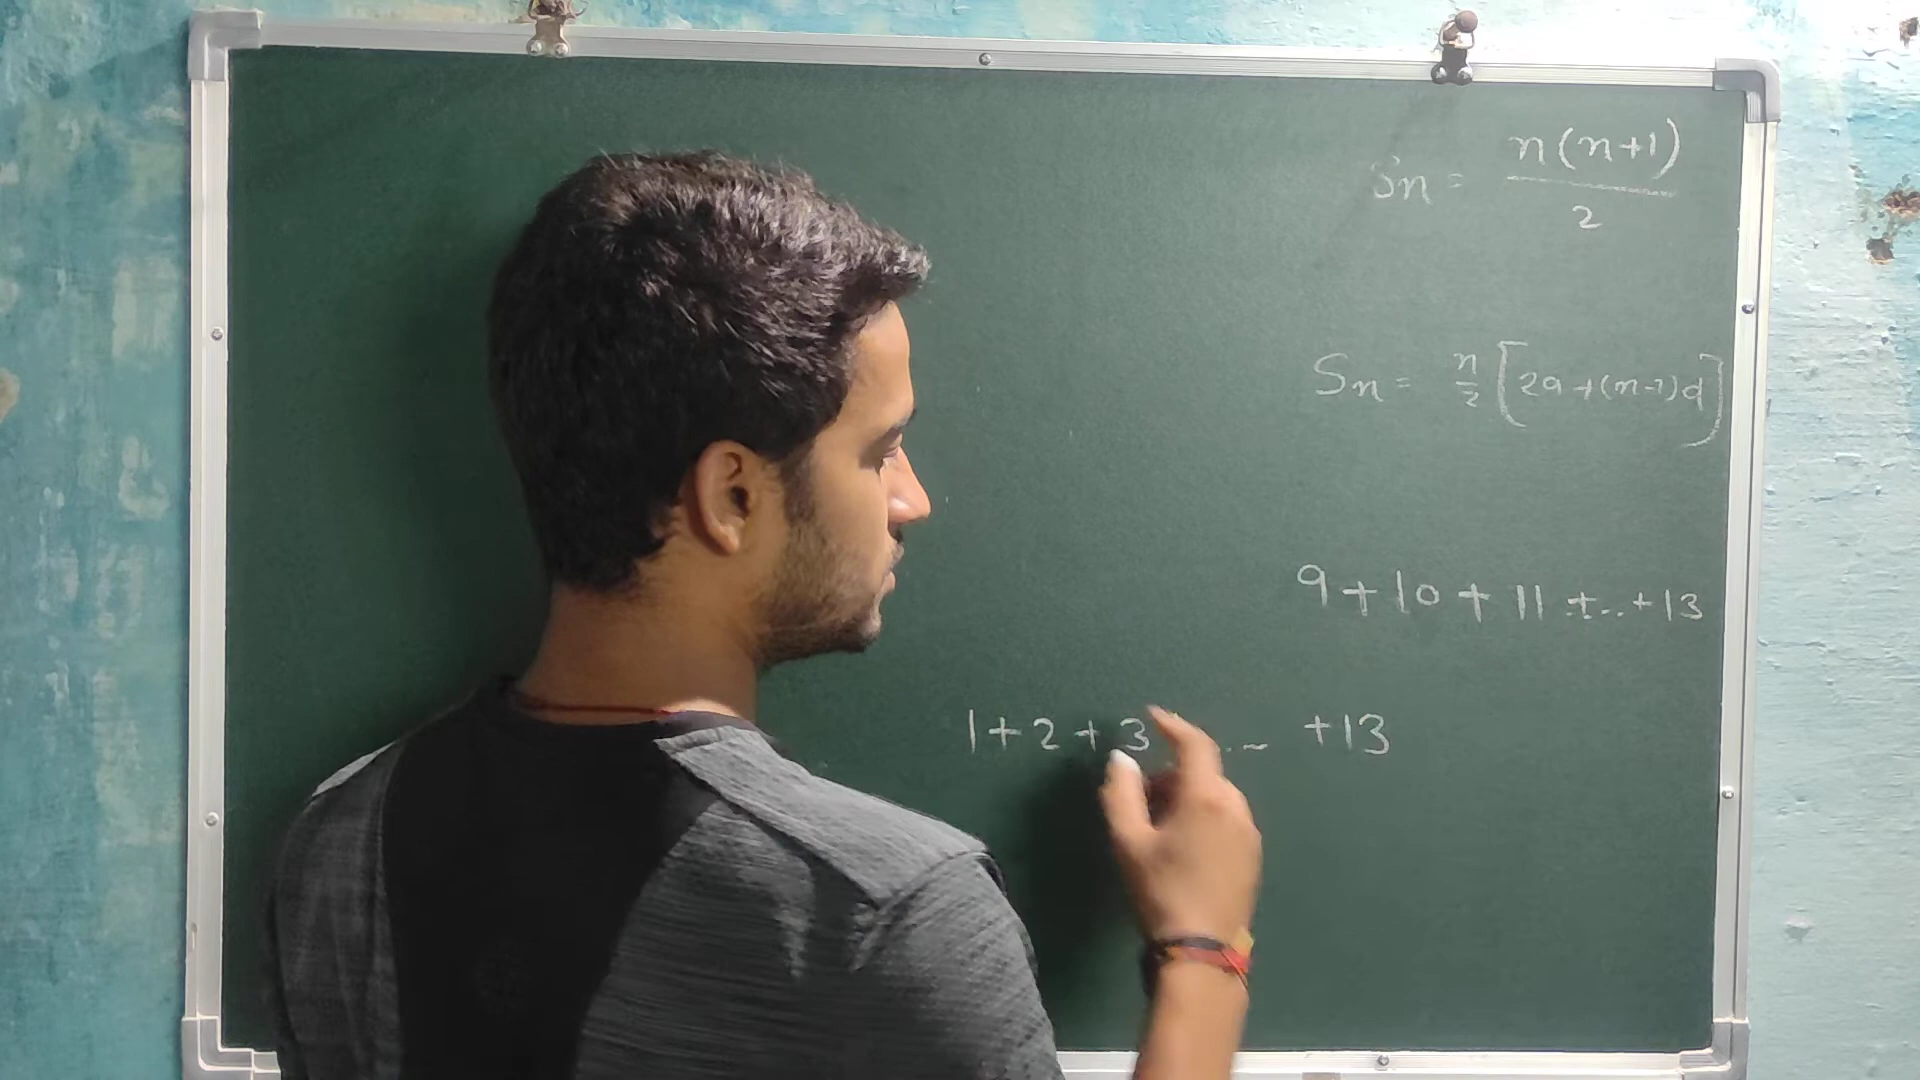 Sn = n(n+1)/2
Sn = n/2 [2a+(n-1)d]
9+10+11+..+13
1+2+3 ... +13